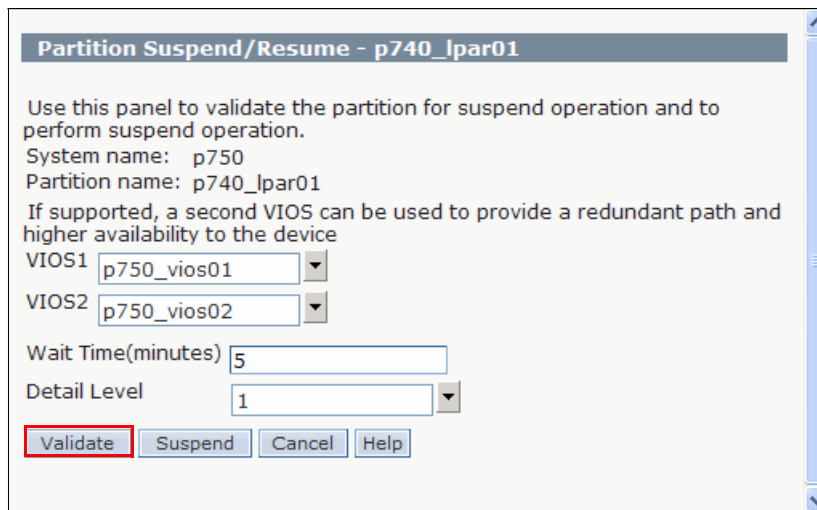 Partition Suspend/Resume - p740_lpar01
Use this panel to validate the partition for suspend operation and to
perform suspend operation.
System name: p750
Partition name: p740_lpar01
If supported, a second VIOS can be used to provide a redundant path and
higher availability to the device
VIOS1 p750_vios01
VIOS2 p750_vios02
Wait Time(minutes) 5
Detail Level 1
Validate Suspend Cancel Help